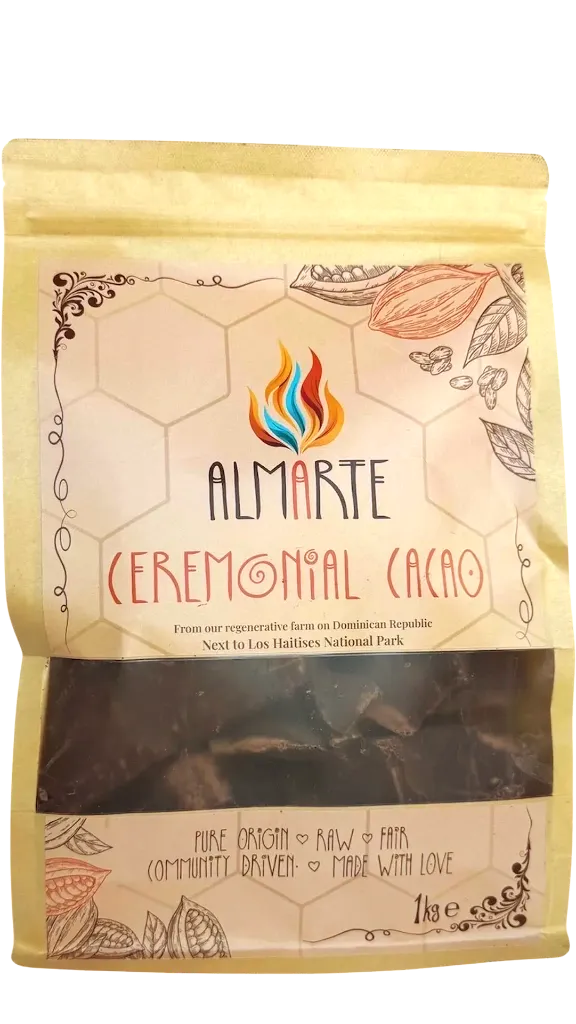 ALMARTE
CEREMONIAL CACAO
From our regenerative farm on Dominican Republic
Next to Los Haitises National Park
PURE ORIGIN ♡ RAW ♡ FAIR
COMMUNITY DRIVEN· ♡ MADE WITH LOVE
1kg e